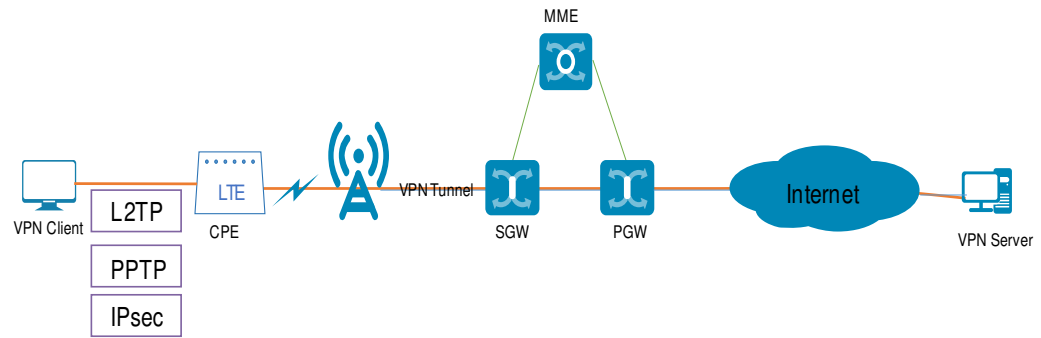 MME
LTE
VPN Tunnel
Internet
VPN Client
L2TP
CPE
SGW
PGW
VPN Server
PPTP
IPsec